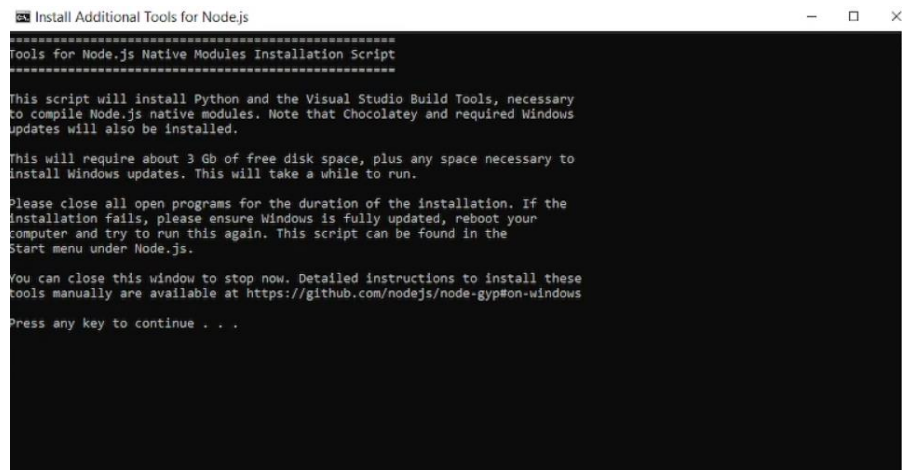 Install Additional Tools for Node.js
====================================================
Tools for Node.js Native Modules Installation Script
====================================================
This script will install Python and the Visual Studio Build Tools, necessary
to compile Node.js native modules. Note that Chocolatey and required Windows
updates will also be installed.
This will require about 3 Gb of free disk space, plus any space necessary to
install Windows updates. This will take a while to run.
Please close all open programs for the duration of the installation. If the
installation fails, please ensure Windows is fully updated, reboot your
computer and try to run this again. This script can be found in the
Start menu under Node.js.
You can close this window to stop now. Detailed instructions to install these
tools manually are available at https://github.com/nodejs/node-gyp#on-windows
Press any key to continue . . .